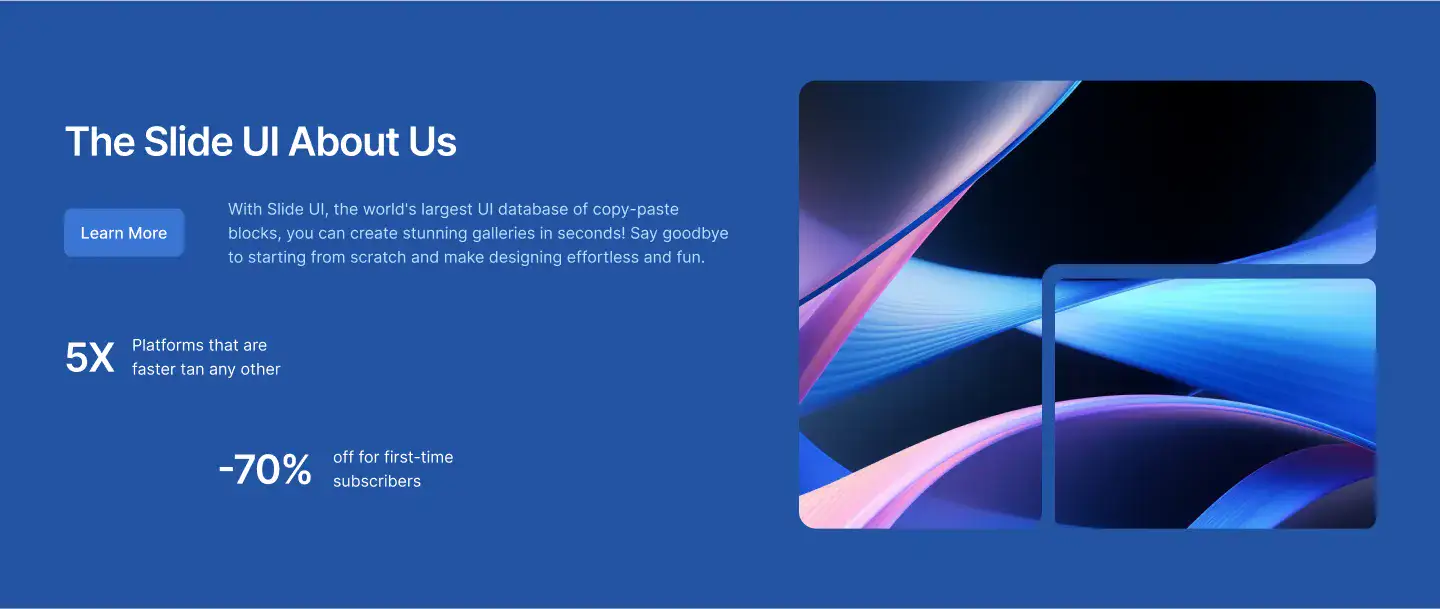 The Slide UI About Us
Learn More
With Slide UI, the world's largest UI database of copy-paste
blocks, you can create stunning galleries in seconds! Say goodbye
to starting from scratch and make designing effortless and fun.
5X
Platforms that are
faster tan any other
-70%
off for first-time
subscribers